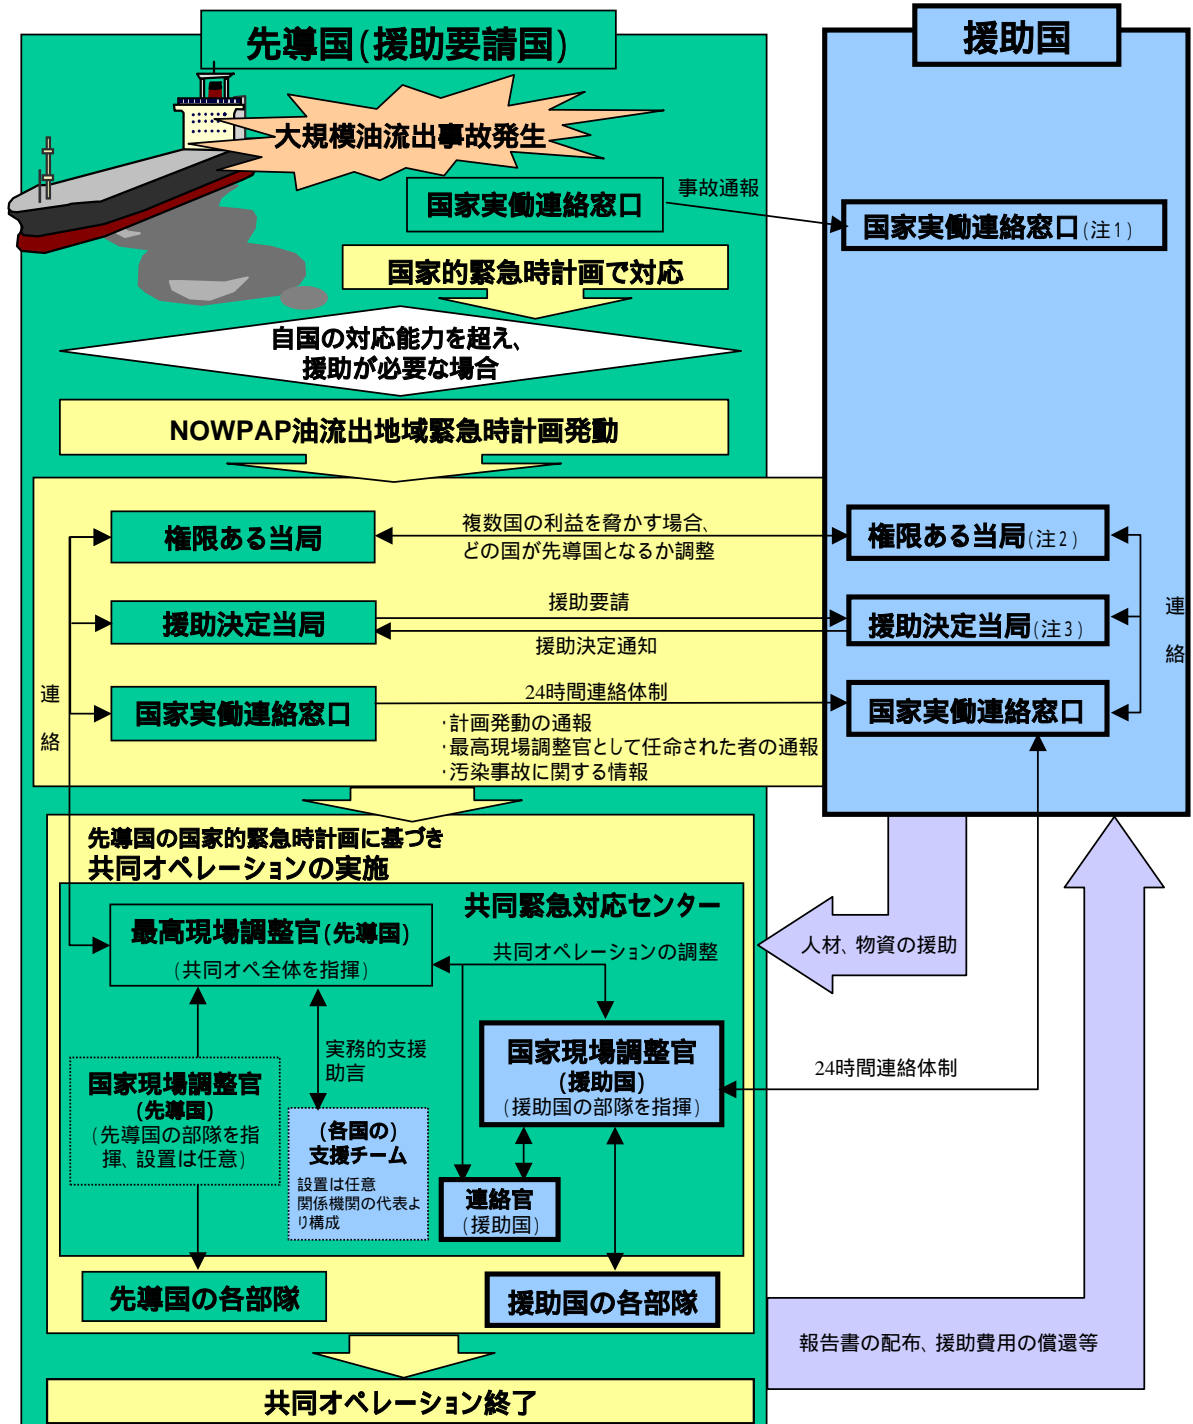 先導国(援助要請国)
援助国
大規模油流出事故発生
国家実働連絡窓口
事故通報
国家実働連絡窓口(注1)
国家的緊急時計画で対応
自国の対応能力を超え、
援助が必要な場合
NOWPAP油流出地域緊急時計画発動
権限ある当局
複数国の利益を脅かす場合、
どの国が先導国となるか調整
権限ある当局(注2)
援助決定当局
援助要請
援助決定通知
援助決定当局(注3)
連
絡
連
絡
国家実働連絡窓口
24時間連絡体制
国家実働連絡窓口
・計画発動の通報
・最高現場調整官として任命された者の通報
・汚染事故に関する情報
先導国の国家的緊急時計画に基づき
共同オペレーションの実施
共同緊急対応センター
最高現場調整官(先導国)
(共同オペ全体を指揮)
共同オペレーションの調整
人材、物資の援助
実務的支援
助言
国家現場調整官
(先導国)
(先導国の部隊を指
揮、設置は任意)
(各国の)
支援チーム
設置は任意
関係機関の代表よ
り構成
国家現場調整官
(援助国)
(援助国の部隊を指揮)
24時間連絡体制
連絡官
(援助国)
先導国の各部隊
援助国の各部隊
報告書の配布、援助費用の償還等
共同オペレーション終了